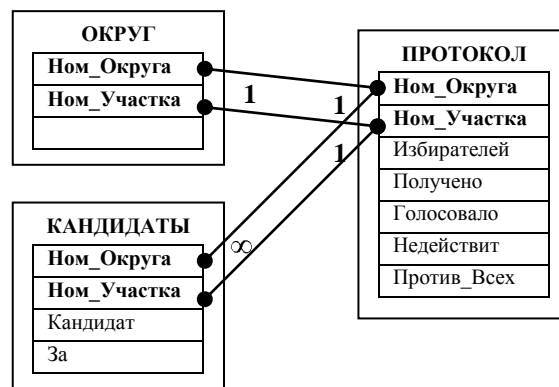 ОКРУГ
Ном_Округа
Ном_Участка
1
1
1
ПРОТОКОЛ
Ном_Округа
Ном_Участка
Избирателей
Получено
Голосовало
Недействит
Против_Всех
КАНДИДАТЫ
∞
Ном_Округа
Ном_Участка
Кандидат
За